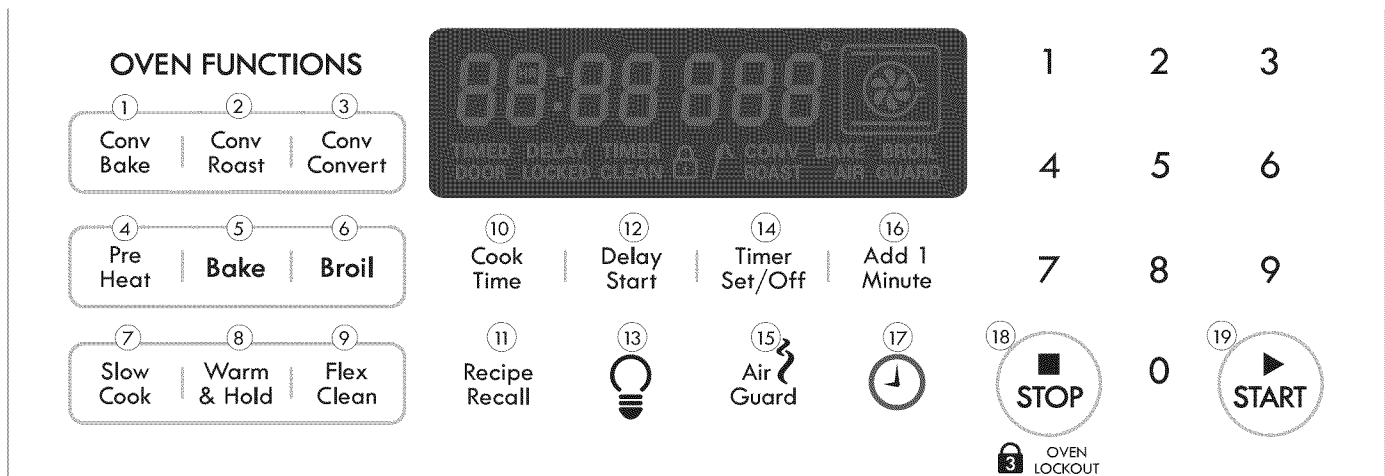 OVEN FUNCTIONS
1 2 3
Conv Conv Conv
Bake Roast Convert
4 5 6
Pre Bake Broil
Heat
7 8 9
Slow Warm Flex
Cook & Hold Clean
88:88 888°
HR
TIMED DELAY TIMER CONV BAKE BROIL
DOOR LOCKED CLEAN ROAST AIR GUARD
10 12 14 16
Cook Delay Timer Add 1
Time Start Set/Off Minute
11 13 15 17
Recipe Air
Recall Guard
1 2 3
4 5 6
7 8 9
18 19
0
STOP START
3 OVEN
LOCKOUT